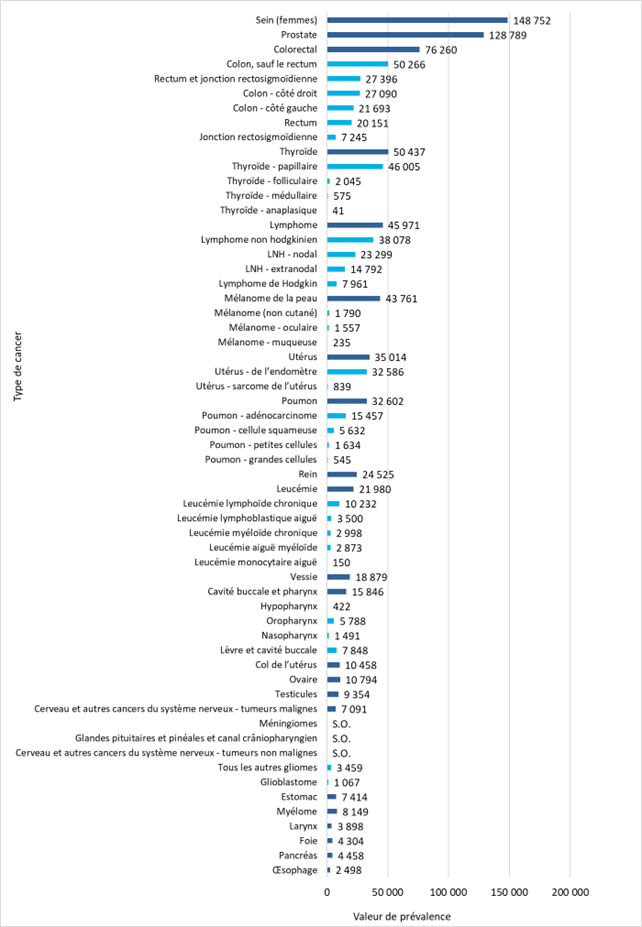 Sein (femmes) 148 752
Prostate 128 789
Colorectal 76 260
Colon, sauf le rectum 50 266
Rectum et jonction rectosigmoïdienne 27 396
Colon - côté droit 27 090
Colon - côté gauche 21 693
Rectum 20 151
Jonction rectosigmoïdienne 7 245
Thyroïde 50 437
Thyroïde - papillaire 46 005
Thyroïde - folliculaire 2 045
Thyroïde - médullaire 575
Thyroïde - anaplasique 41
Lymphome 45 971
Lymphome non hodgkinien 38 078
LNH - nodal 23 299
LNH - extranodal 14 792
Lymphome de Hodgkin 7 961
Mélanome de la peau 43 761
Mélanome (non cutané) 1 790
Mélanome - oculaire 1 557
Mélanome - muqueuse 235
Utérus 35 014
Utérus - de l’endomètre 32 586
Utérus - sarcome de l’utérus 839
Poumon 32 602
Poumon - adénocarcinome 15 457
Poumon - cellule squameuse 5 632
Poumon - petites cellules 1 634
Poumon - grandes cellules 545
Rein 24 525
Leucémie 21 980
Leucémie lymphoïde chronique 10 232
Leucémie lymphoblastique aiguë 3 500
Leucémie myéloïde chronique 2 998
Leucémie aiguë myéloïde 2 873
Leucémie monocytaire aiguë 150
Vessie 18 879
Cavité buccale et pharynx 15 846
Hypopharynx 422
Oropharynx 5 788
Nasopharynx 1 491
Lèvre et cavité buccale 7 848
Col de l’utérus 10 458
Ovaire 10 794
Testicules 9 354
Cerveau et autres cancers du système nerveux - tumeurs malignes 7 091
Méningiomes S.O.
Glandes pituitaires et pinéales et canal crâniopharyngien S.O.
Cerveau et autres cancers du système nerveux - tumeurs non malignes S.O.
Tous les autres gliomes 3 459
Glioblastome 1 067
Estomac 7 414
Myélome 8 149
Larynx 3 898
Foie 4 304
Pancréas 4 458
Œsophage 2 498
0 50 000 100 000 150 000 200 000
Valeur de prévalence
Type de cancer